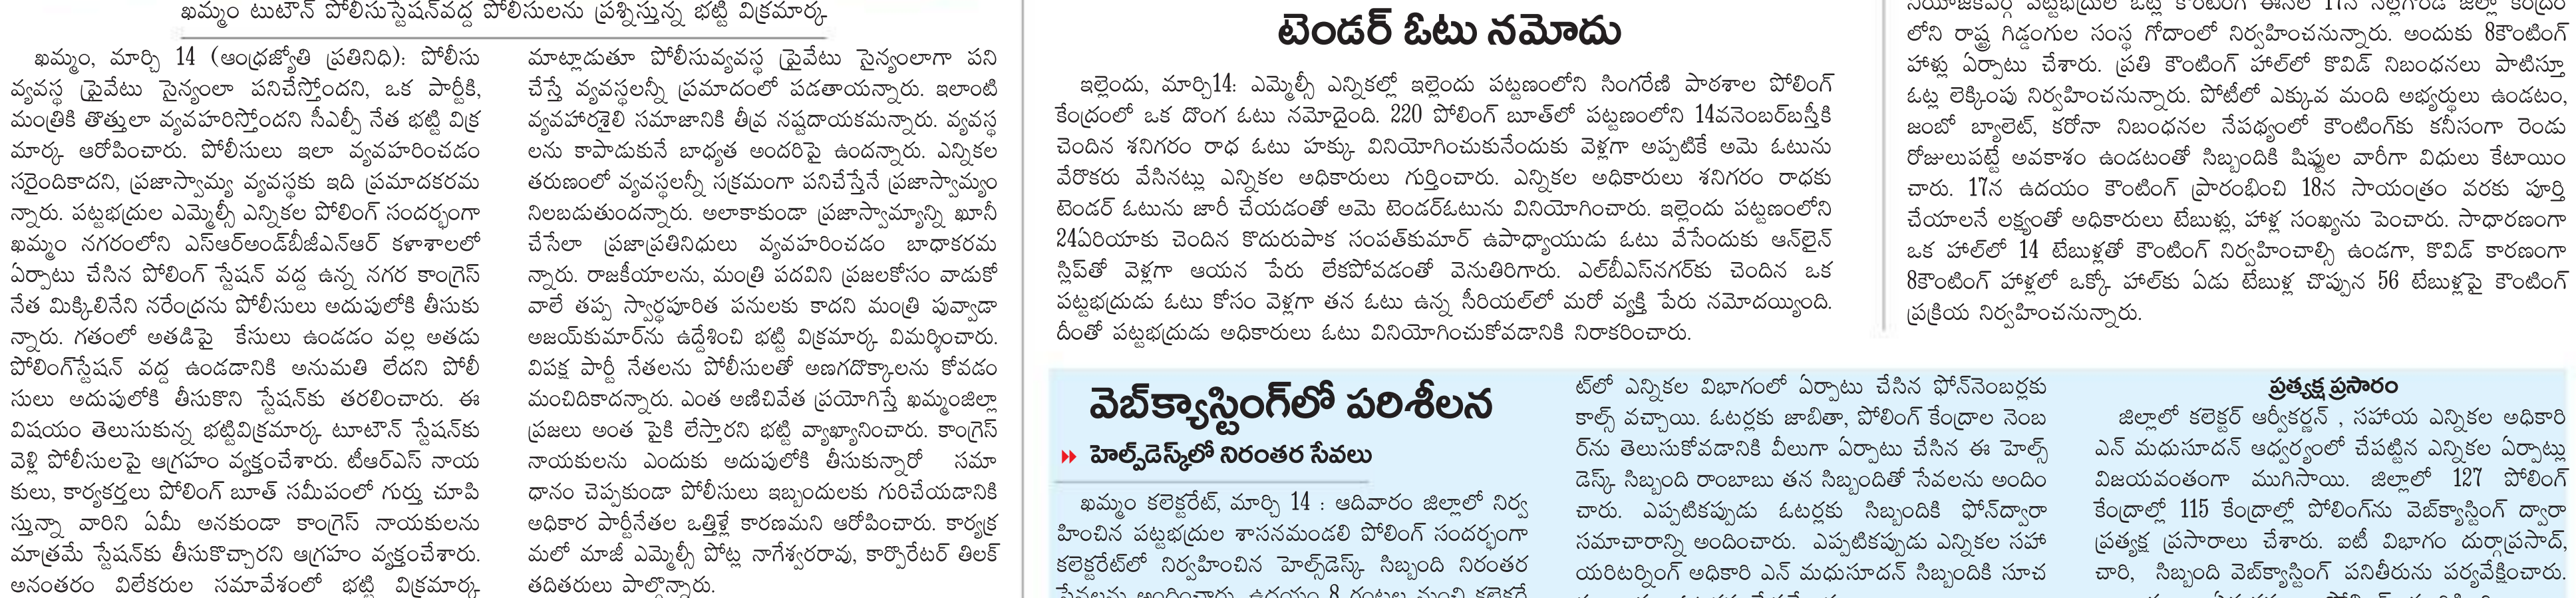 ఖమ్మం టుటౌన్ పోలీసుస్టేషన్‌వద్ద పోలీసులను ప్రశ్నిస్తున్న భట్టి విక్రమార్క
ఖమ్మం, మార్చి 14 (ఆంధ్రజ్యోతి ప్రతినిధి): పోలీసు
వ్యవస్థ ప్రైవేటు సైన్యంలా పనిచేస్తోందని, ఒక పార్టీకి,
మంత్రికి తొత్తులా వ్యవహరిస్తోందని సీఎల్పీ నేత భట్టి విక్ర
మార్క ఆరోపించారు. పోలీసులు ఇలా వ్యవహరించడం
సరైందికాదని, ప్రజాస్వామ్య వ్యవస్థకు ఇది ప్రమాదకరమ
న్నారు. పట్టభద్రుల ఎమ్మెల్సీ ఎన్నికల పోలింగ్ సందర్భంగా
ఖమ్మం నగరంలోని ఎస్ఆర్అండ్‌బీజీఎన్ఆర్ కళాశాలలో
ఏర్పాటు చేసిన పోలింగ్ స్టేషన్ వద్ద ఉన్న నగర కాంగ్రెస్
నేత మిక్కిలినేని నరేంద్రను పోలీసులు అదుపులోకి తీసుకు
న్నారు. గతంలో అతడిపై కేసులు ఉండడం వల్ల అతడు
పోలింగ్‌స్టేషన్ వద్ద ఉండడానికి అనుమతి లేదని పోలీ
సులు అదుపులోకి తీసుకొని స్టేషన్‌కు తరలించారు. ఈ
విషయం తెలుసుకున్న భట్టివిక్రమార్క టూటౌన్ స్టేషన్‌కు
వెళ్లి పోలీసులపై ఆగ్రహం వ్యక్తంచేశారు. టీఆర్ఎస్ నాయ
కులు, కార్యకర్తలు పోలింగ్ బూత్ సమీపంలో గుర్తు చూపి
స్తున్నా వారిని ఏమీ అనకుండా కాంగ్రెస్ నాయకులను
మాత్రమే స్టేషన్‌కు తీసుకొచ్చారని ఆగ్రహం వ్యక్తంచేశారు.
అనంతరం విలేకరుల సమావేశంలో భట్టి విక్రమార్క
మాట్లాడుతూ పోలీసువ్యవస్థ ప్రైవేటు సైన్యంలాగా పని
చేస్తే వ్యవస్థలన్నీ ప్రమాదంలో పడతాయన్నారు. ఇలాంటి
వ్యవహారశైలి సమాజానికి తీవ్ర నష్టదాయకమన్నారు. వ్యవస్థ
లను కాపాడుకునే బాధ్యత అందరిపై ఉందన్నారు. ఎన్నికల
తరుణంలో వ్యవస్థలన్నీ సక్రమంగా పనిచేస్తేనే ప్రజాస్వామ్యం
నిలబడుతుందన్నారు. అలాకాకుండా ప్రజాస్వామ్యాన్ని ఖూనీ
చేసేలా ప్రజాప్రతినిధులు వ్యవహరించడం బాధాకరమ
న్నారు. రాజకీయాలను, మంత్రి పదవిని ప్రజలకోసం వాడుకో
వాలే తప్ప స్వార్థపూరిత పనులకు కాదని మంత్రి పువ్వాడా
అజయ్‌కుమార్‌ను ఉద్దేశించి భట్టి విక్రమార్క విమర్శించారు.
విపక్ష పార్టీ నేతలను పోలీసులతో అణగదొక్కాలను కోవడం
మంచిదికాదన్నారు. ఎంత అణిచివేత ప్రయోగిస్తే ఖమ్మంజిల్లా
ప్రజలు అంత పైకి లేస్తారని భట్టి వ్యాఖ్యానించారు. కాంగ్రెస్
నాయకులను ఎందుకు అదుపులోకి తీసుకున్నారో సమా
ధానం చెప్పకుండా పోలీసులు ఇబ్బందులకు గురిచేయడానికి
అధికార పార్టీనేతల ఒత్తిళ్లే కారణమని ఆరోపించారు. కార్యక్ర
మలో మాజీ ఎమ్మెల్సీ పోట్ల నాగేశ్వరరావు, కార్పొరేటర్ తిలక్
తదితరులు పాల్గొన్నారు.
టెండర్ ఓటు నమోదు
ఇల్లెందు, మార్చి14: ఎమ్మెల్సీ ఎన్నికల్లో ఇల్లెందు పట్టణంలోని సింగరేణి పాఠశాల పోలింగ్
కేంద్రంలో ఒక దొంగ ఓటు నమోదైంది. 220 పోలింగ్ బూత్‌లో పట్టణంలోని 14వనెంబర్‌బస్తీకి
చెందిన శనిగరం రాధ ఓటు హక్కు వినియోగించుకునేందుకు వెళ్లగా అప్పటికే అమె ఓటును
వేరొకరు వేసినట్లు ఎన్నికల అధికారులు గుర్తించారు. ఎన్నికల అధికారులు శనిగరం రాధకు
టెండర్ ఓటును జారీ చేయడంతో అమె టెండర్‌ఓటును వినియోగించారు. ఇల్లెందు పట్టణంలోని
24ఏరియాకు చెందిన కొదురుపాక సంపత్‌కుమార్ ఉపాధ్యాయుడు ఓటు వేసేందుకు ఆన్‌లైన్
స్లిప్‌తో వెళ్లగా ఆయన పేరు లేకపోవడంతో వెనుతిరిగారు. ఎల్‌బీఎస్‌నగర్‌కు చెందిన ఒక
పట్టభద్రుడు ఓటు కోసం వెళ్లగా తన ఓటు ఉన్న సీరియల్‌లో మరో వ్యక్తి పేరు నమోదయ్యింది.
దీంతో పట్టభద్రుడు అధికారులు ఓటు వినియోగించుకోవడానికి నిరాకరించారు.
లోని రాష్ట్ర గిడ్డంగుల సంస్థ గోదాంలో నిర్వహించనున్నారు. అందుకు 8కౌంటింగ్
హాళ్లు ఏర్పాటు చేశారు. ప్రతి కౌంటింగ్ హాల్‌లో కొవిడ్ నిబంధనలు పాటిస్తూ
ఓట్ల లెక్కింపు నిర్వహించనున్నారు. పోటీలో ఎక్కువ మంది అభ్యర్థులు ఉండటం,
జంబో బ్యాలెట్, కరోనా నిబంధనల నేపథ్యంలో కౌంటింగ్‌కు కనీసంగా రెండు
రోజులుపట్టే అవకాశం ఉండటంతో సిబ్బందికి షిఫ్టుల వారీగా విధులు కేటాయిం
చారు. 17న ఉదయం కౌంటింగ్ ప్రారంభించి 18న సాయంత్రం వరకు పూర్తి
చేయాలనే లక్ష్యంతో అధికారులు టేబుళ్లు, హాళ్ల సంఖ్యను పెంచారు. సాధారణంగా
ఒక హాల్‌లో 14 టేబుళ్లతో కౌంటింగ్ నిర్వహించాల్సి ఉండగా, కొవిడ్ కారణంగా
8కౌంటింగ్ హాళ్లలో ఒక్కో హాల్‌కు ఏడు టేబుళ్ల చొప్పున 56 టేబుళ్లపై కౌంటింగ్
ప్రక్రియ నిర్వహించనున్నారు.
వెబ్‌క్యాస్టింగ్‌లో పరిశీలన
హెల్ప్‌డెస్క్‌లో నిరంతర సేవలు
ఖమ్మం కలెక్టరేట్, మార్చి 14 : ఆదివారం జిల్లాలో నిర్వ
హించిన పట్టభద్రుల శాసనమండలి పోలింగ్ సందర్భంగా
కలెక్టరేట్‌లో నిర్వహించిన హెల్ప్‌డెస్క్ సిబ్బంది నిరంతర
సేవలను అందించారు. ఉదయం 8 గంటల నుంచి కలెక్టరే
ట్‌లో ఎన్నికల విభాగంలో ఏర్పాటు చేసిన ఫోన్‌నెంబర్లకు
కాల్స్ వచ్చాయి. ఓటర్లకు జాబితా, పోలింగ్ కేంద్రాల నెంబ
ర్‌ను తెలుసుకోవడానికి వీలుగా ఏర్పాటు చేసిన ఈ హెల్ప్
డెస్క్ సిబ్బంది రాంబాబు తన సిబ్బందితో సేవలను అందిం
చారు. ఎప్పటికప్పుడు ఓటర్లకు సిబ్బందికి ఫోన్‌ద్వారా
సమాచారాన్ని అందించారు. ఎప్పటికప్పుడు ఎన్నికల సహా
యరిటర్నింగ్ అధికారి ఎన్ మధుసూదన్ సిబ్బందికి సూచ
ప్రత్యక్ష ప్రసారం
జిల్లాలో కలెక్టర్ ఆర్వీకర్ణన్ , సహాయ ఎన్నికల అధికారి
ఎన్ మధుసూదన్ ఆధ్వర్యంలో చేపట్టిన ఎన్నికల ఏర్పాట్లు
విజయవంతంగా ముగిసాయి. జిల్లాలో 127 పోలింగ్
కేంద్రాల్లో 115 కేంద్రాల్లో పోలింగ్‌ను వెబ్‌క్యాస్టింగ్ ద్వారా
ప్రత్యక్ష ప్రసారాలు చేశారు. ఐటీ విభాగం దుర్గాప్రసాద్,
చారి, సిబ్బంది వెబ్‌క్యాస్టింగ్ పనితీరును పర్యవేక్షించారు.